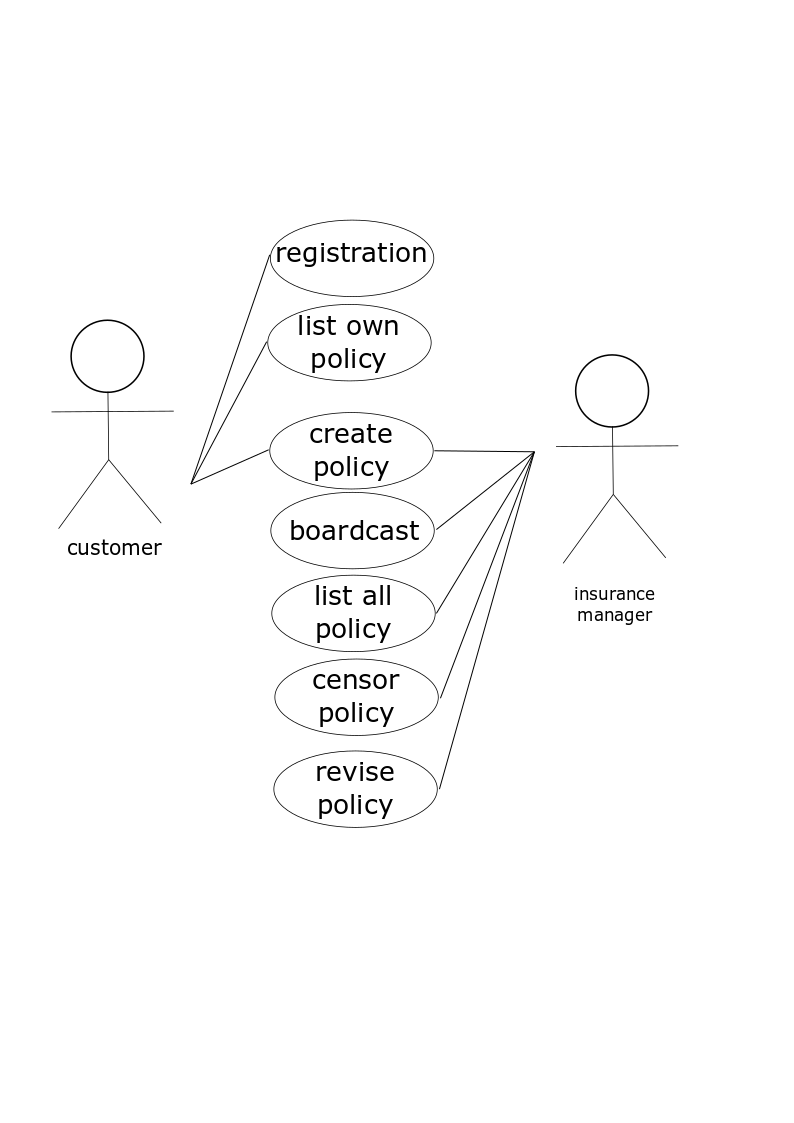 registration
list own
policy
create
policy
boardcast
list all
policy
censor
policy
revise
policy
customer
insurance
manager